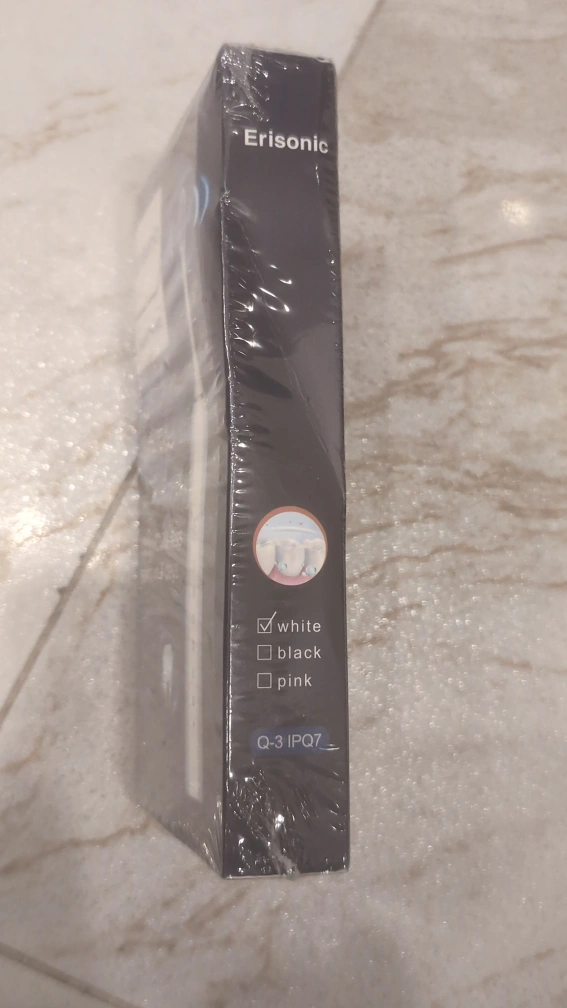 Erisonic
white
black
pink
Q-3 IPQ7